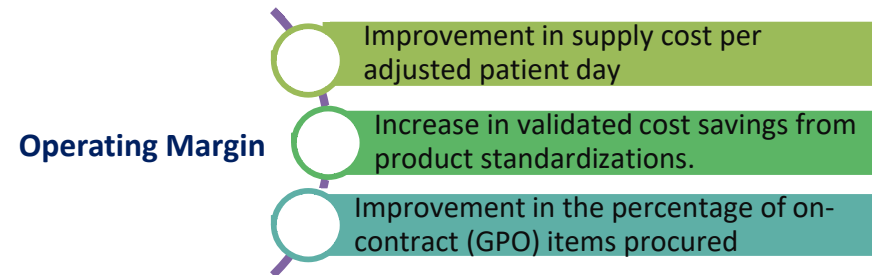 Operating Margin
Improvement in supply cost per
adjusted patient day
Increase in validated cost savings from
product standardizations.
Improvement in the percentage of on-
contract (GPO) items procured